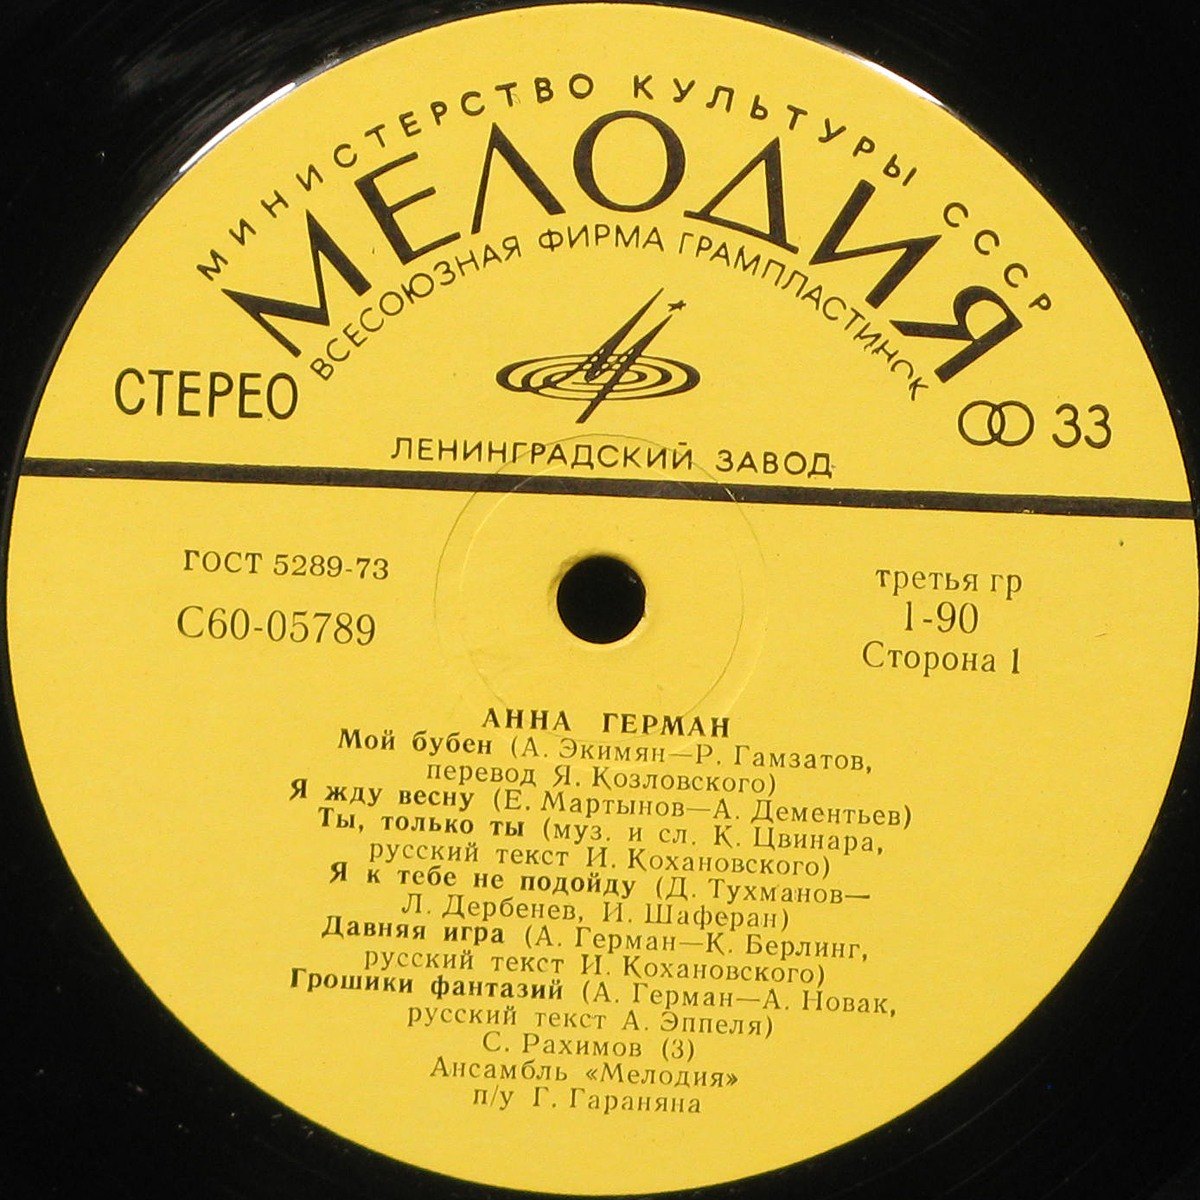 МИНИСТЕРСТВО КУЛЬТУРЫ СССР
МЕЛОДИЯ
ВСЕСОЮЗНАЯ ФИРМА ГРАМПЛАСТИНОК
СТЕРЕО
33
ЛЕНИНГРАДСКИЙ ЗАВОД
ГОСТ 5289-73
С60-05789
третья гр
1-90
Сторона 1
АННА ГЕРМАН
Мой бубен (А. Экимян—Р. Гамзатов,
перевод Я. Козловского)
Я жду весну (Е. Мартынов—А. Дементьев)
Ты, только ты (муз. и сл. К. Цвинара,
русский текст И. Кохановского)
Я к тебе не подойду (Д. Тухманов—
Л. Дербенев, И. Шаферан)
Давняя игра (А. Герман—К. Берлинг,
русский текст И. Кохановского)
Грошики фантазий (А. Герман—А. Новак,
русский текст А. Эппеля)
С. Рахимов (3)
Ансамбль «Мелодия»
п/у Г. Гараняна